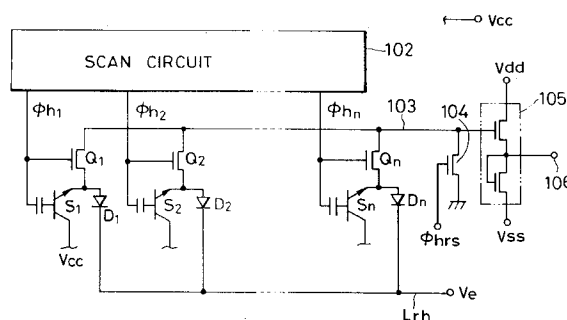 Vcc
SCAN CIRCUIT
102
Vdd
Φh1
Φh2
Φhn
103
104
105
Q1
Q2
Qn
106
S1
D1
S2
D2
Sn
Dn
Vcc
Φhrs
Vss
Ve
Lrh